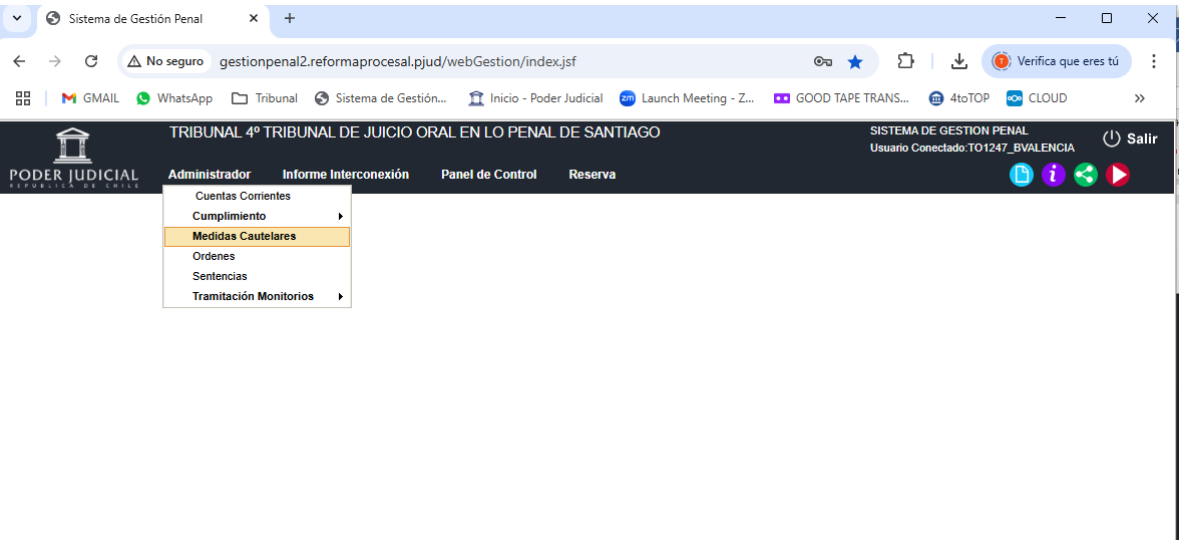 Sistema de Gestión Penal
No seguro gestionpenal2.reformaprocesal.pjud/webGestion/index.jsf Verifica que eres tú
GMAIL WhatsApp Tribunal Sistema de Gestión... Inicio - Poder Judicial zm Launch Meeting - Z... GOOD TAPE TRANS... 4toTOP CLOUD
TRIBUNAL 4º TRIBUNAL DE JUICIO ORAL EN LO PENAL DE SANTIAGO
SISTEMA DE GESTION PENAL
Usuario Conectado:TO1247_BVALENCIA
Salir
PODER JUDICIAL
REPUBLICA DE CHILE
Administrador Informe Interconexión Panel de Control Reserva
Cuentas Corrientes
Cumplimiento
Medidas Cautelares
Ordenes
Sentencias
Tramitación Monitorios